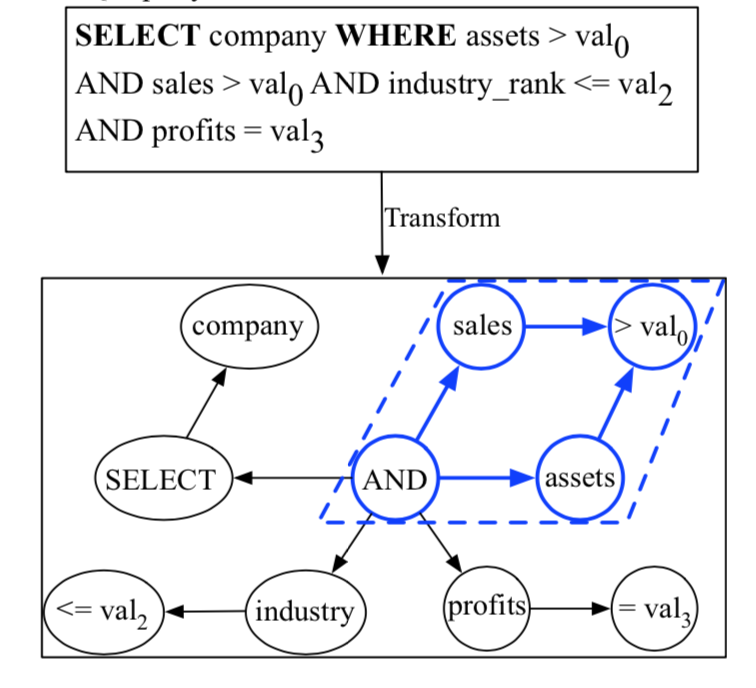 SELECT company WHERE assets > val0
AND sales > val0 AND industry_rank <= val2
AND profits = val3
Transform
company
sales
> val0
SELECT
AND
assets
<= val2
industry
profits
= val3